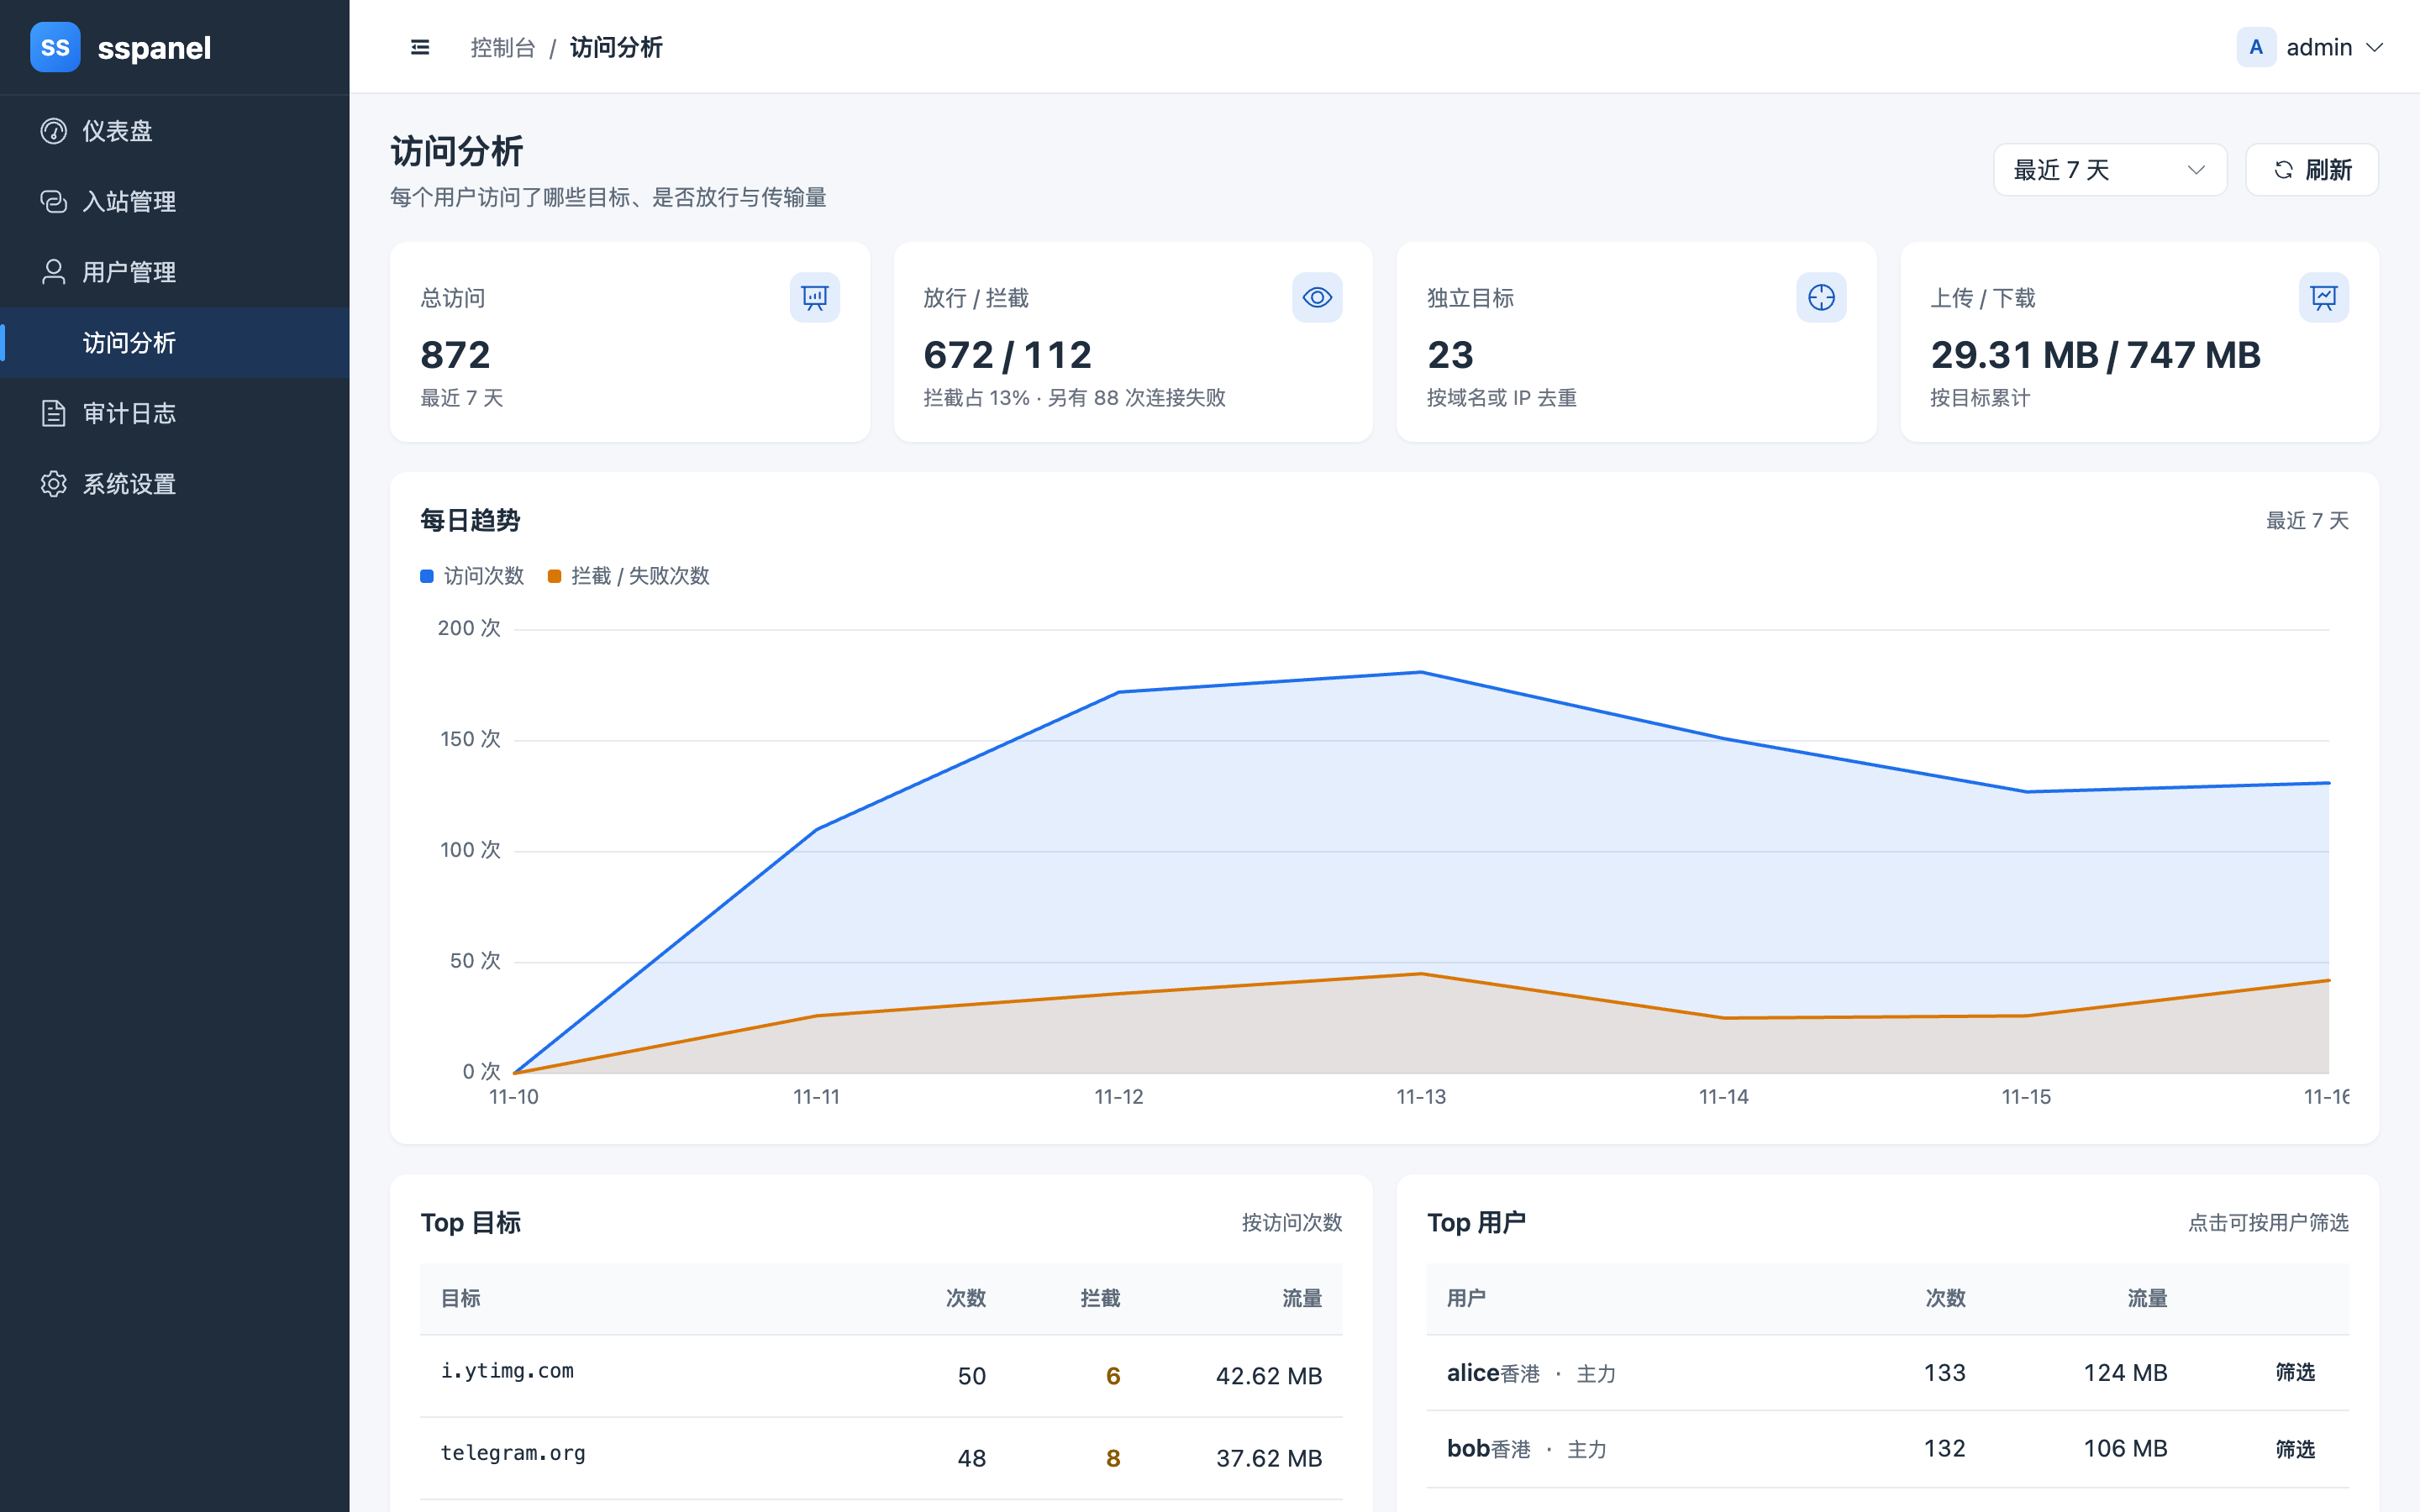 SS sspanel
仪表盘
入站管理
用户管理
访问分析
审计日志
系统设置
控制台 / 访问分析
A admin
访问分析
每个用户访问了哪些目标、是否放行与传输量
最近 7 天
刷新
总访问
872
最近 7 天
放行 / 拦截
672 / 112
拦截占 13% · 另有 88 次连接失败
独立目标
23
按域名或 IP 去重
上传 / 下载
29.31 MB / 747 MB
按目标累计
每日趋势
最近 7 天
访问次数 拦截 / 失败次数
200 次
150 次
100 次
50 次
0 次
11-10 11-11 11-12 11-13 11-14 11-15 11-16
Top 目标
按访问次数
目标 次数 拦截 流量
i.ytimg.com 50 6 42.62 MB
telegram.org 48 8 37.62 MB
Top 用户
点击可按用户筛选
用户 次数 流量
alice香港 · 主力 133 124 MB 筛选
bob香港 · 主力 132 106 MB 筛选